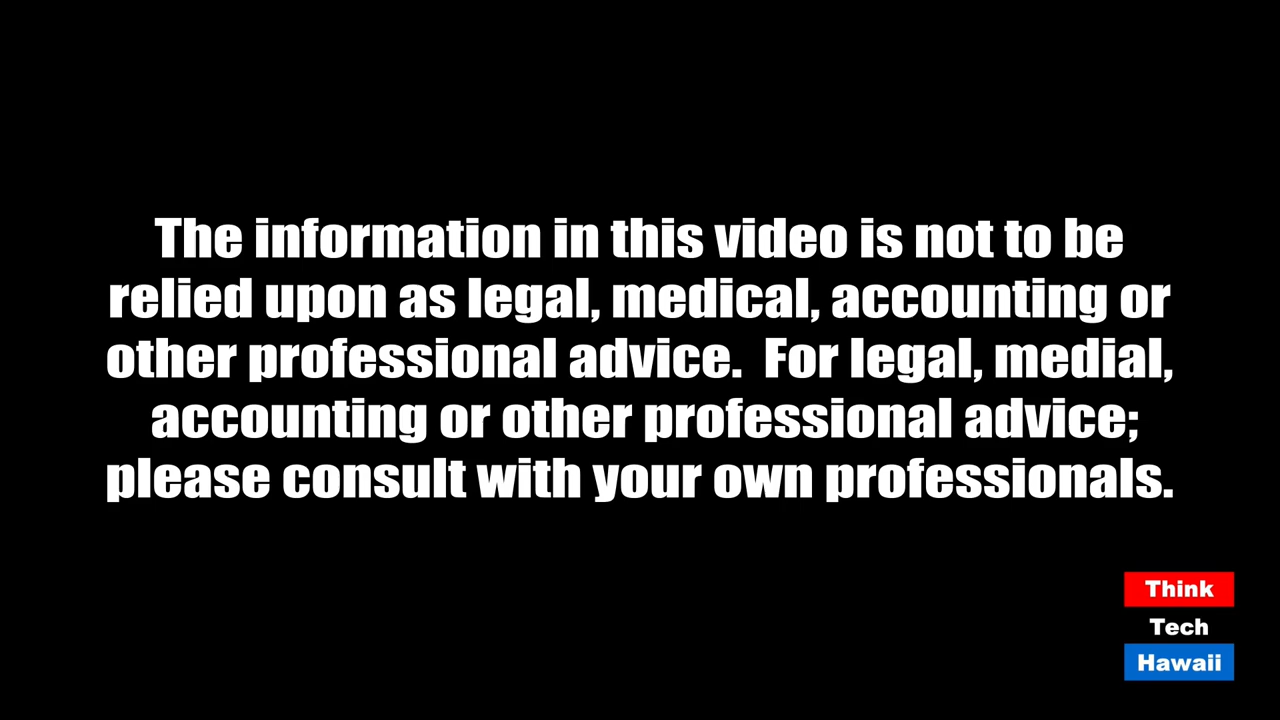 The information in this video is not to be
relied upon as legal, medical, accounting or
other professional advice.  For legal, medial,
accounting or other professional advice;
please consult with your own professionals.
Think
Tech
Hawaii